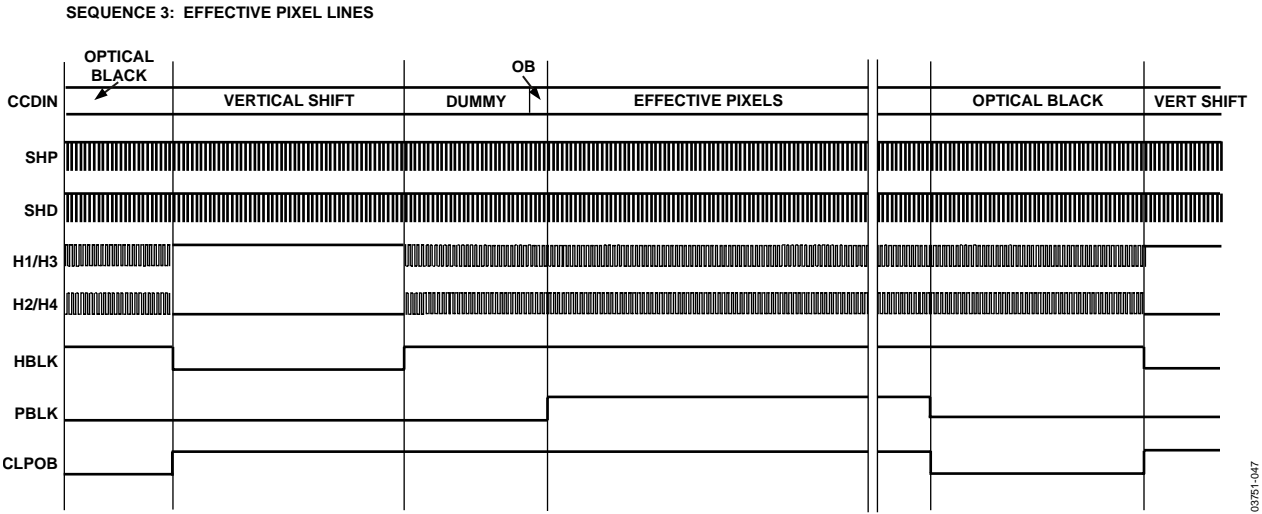 SEQUENCE 3: EFFECTIVE PIXEL LINES
OPTICAL
BLACK
OB
CCDIN
VERTICAL SHIFT
DUMMY
EFFECTIVE PIXELS
OPTICAL BLACK
VERT SHIFT
SHP
SHD
H1/H3
H2/H4
HBLK
PBLK
CLPOB
03751-047